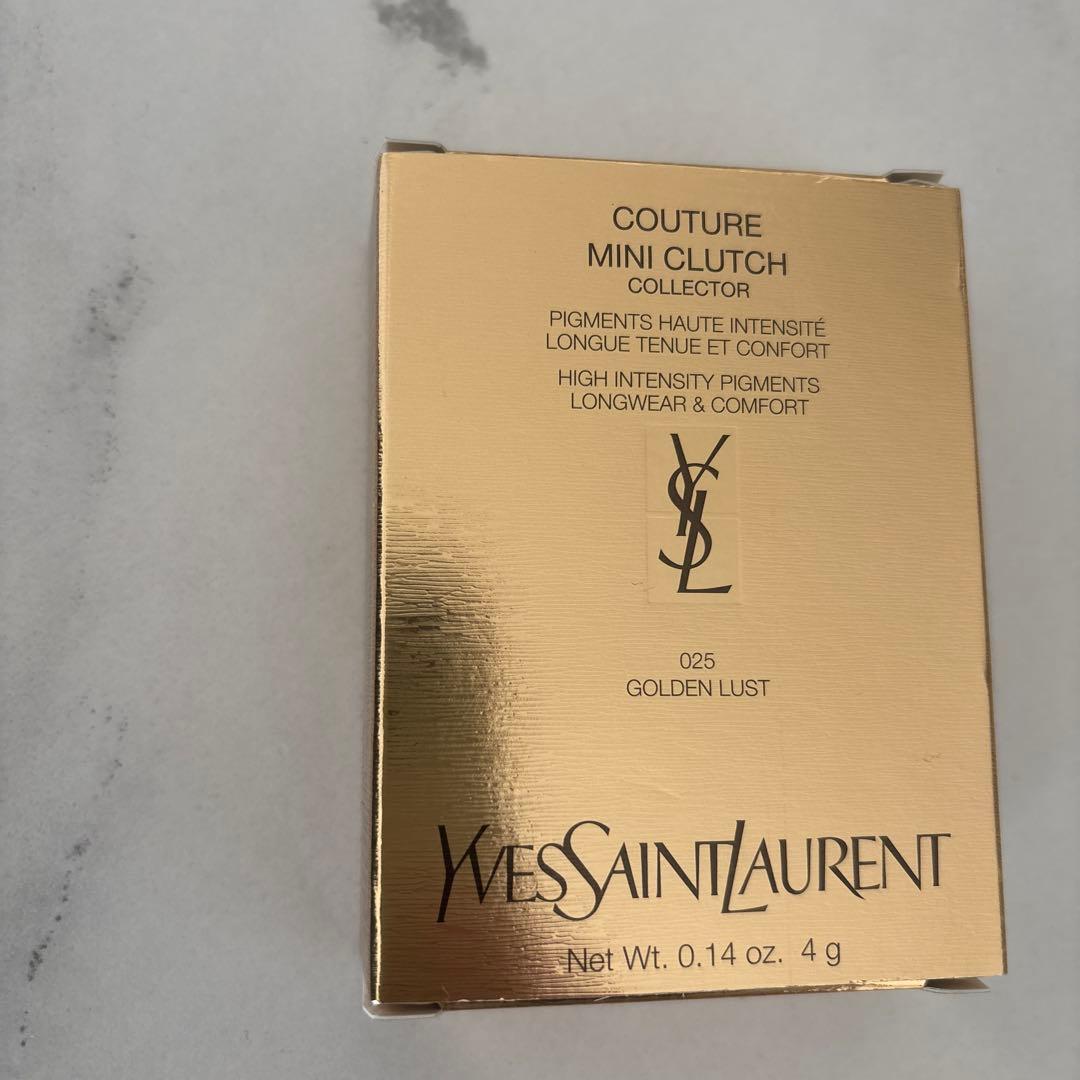 COUTURE
MINI CLUTCH
COLLECTOR
PIGMENTS HAUTE INTENSITÉ
LONGUE TENUE ET CONFORT
HIGH INTENSITY PIGMENTS
LONGWEAR & COMFORT
YSL
025
GOLDEN LUST
YVESSAINTLAURENT
Net Wt. 0.14 oz. 4 g